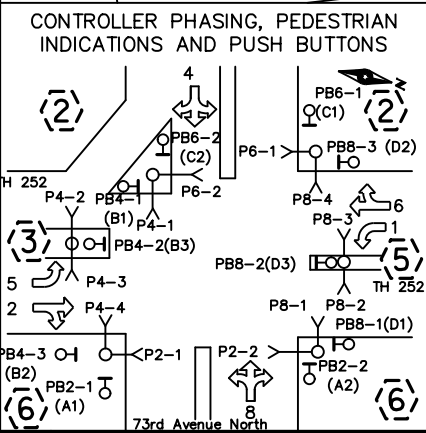 CONTROLLER PHASING, PEDESTRIAN
INDICATIONS AND PUSH BUTTONS
4
N
2
PB6-1
(C1)
2
PB6-2
(C2)
P6-1
PB8-3 (D2)
TH 252
P4-2
PB4-1
(B1)
P6-2
P8-4
P4-1
P8-3
6
1
3
PB4-2(B3)
PB8-2(D3)
5
5
P4-3
TH 252
2
P4-4
P8-1
P8-2
PB8-1(D1)
PB4-3
(B2)
P2-1
P2-2
PB2-1
(A1)
PB2-2
(A2)
6
8
6
73rd Avenue North